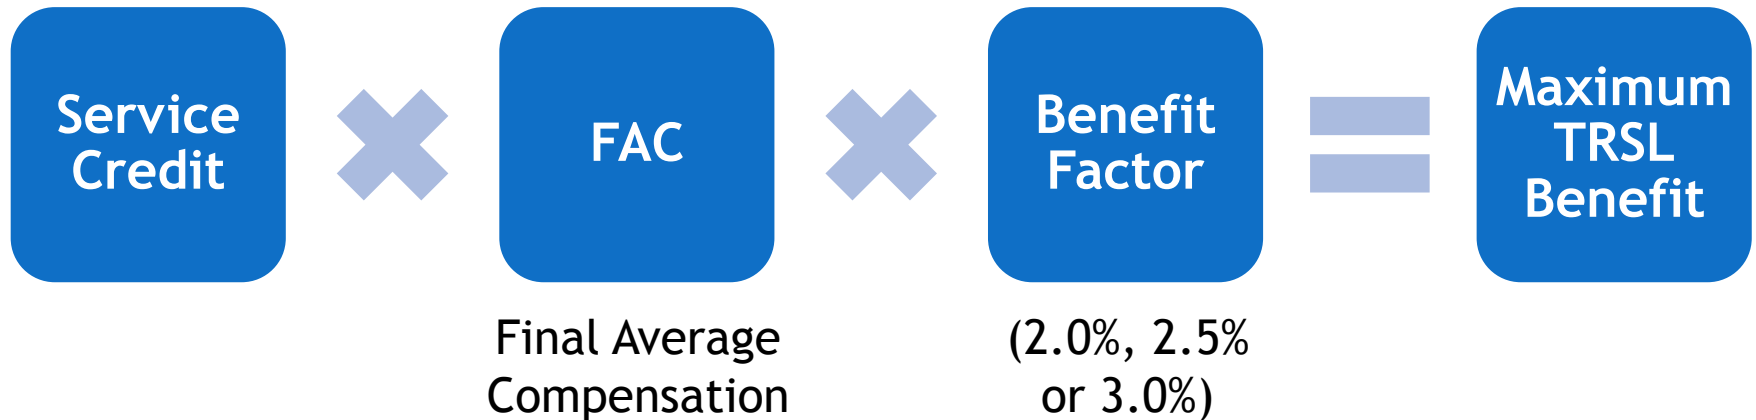 Service
Credit
FAC
Benefit
Factor
Maximum
TRSL
Benefit
Final Average
Compensation
(2.0%, 2.5%
or 3.0%)